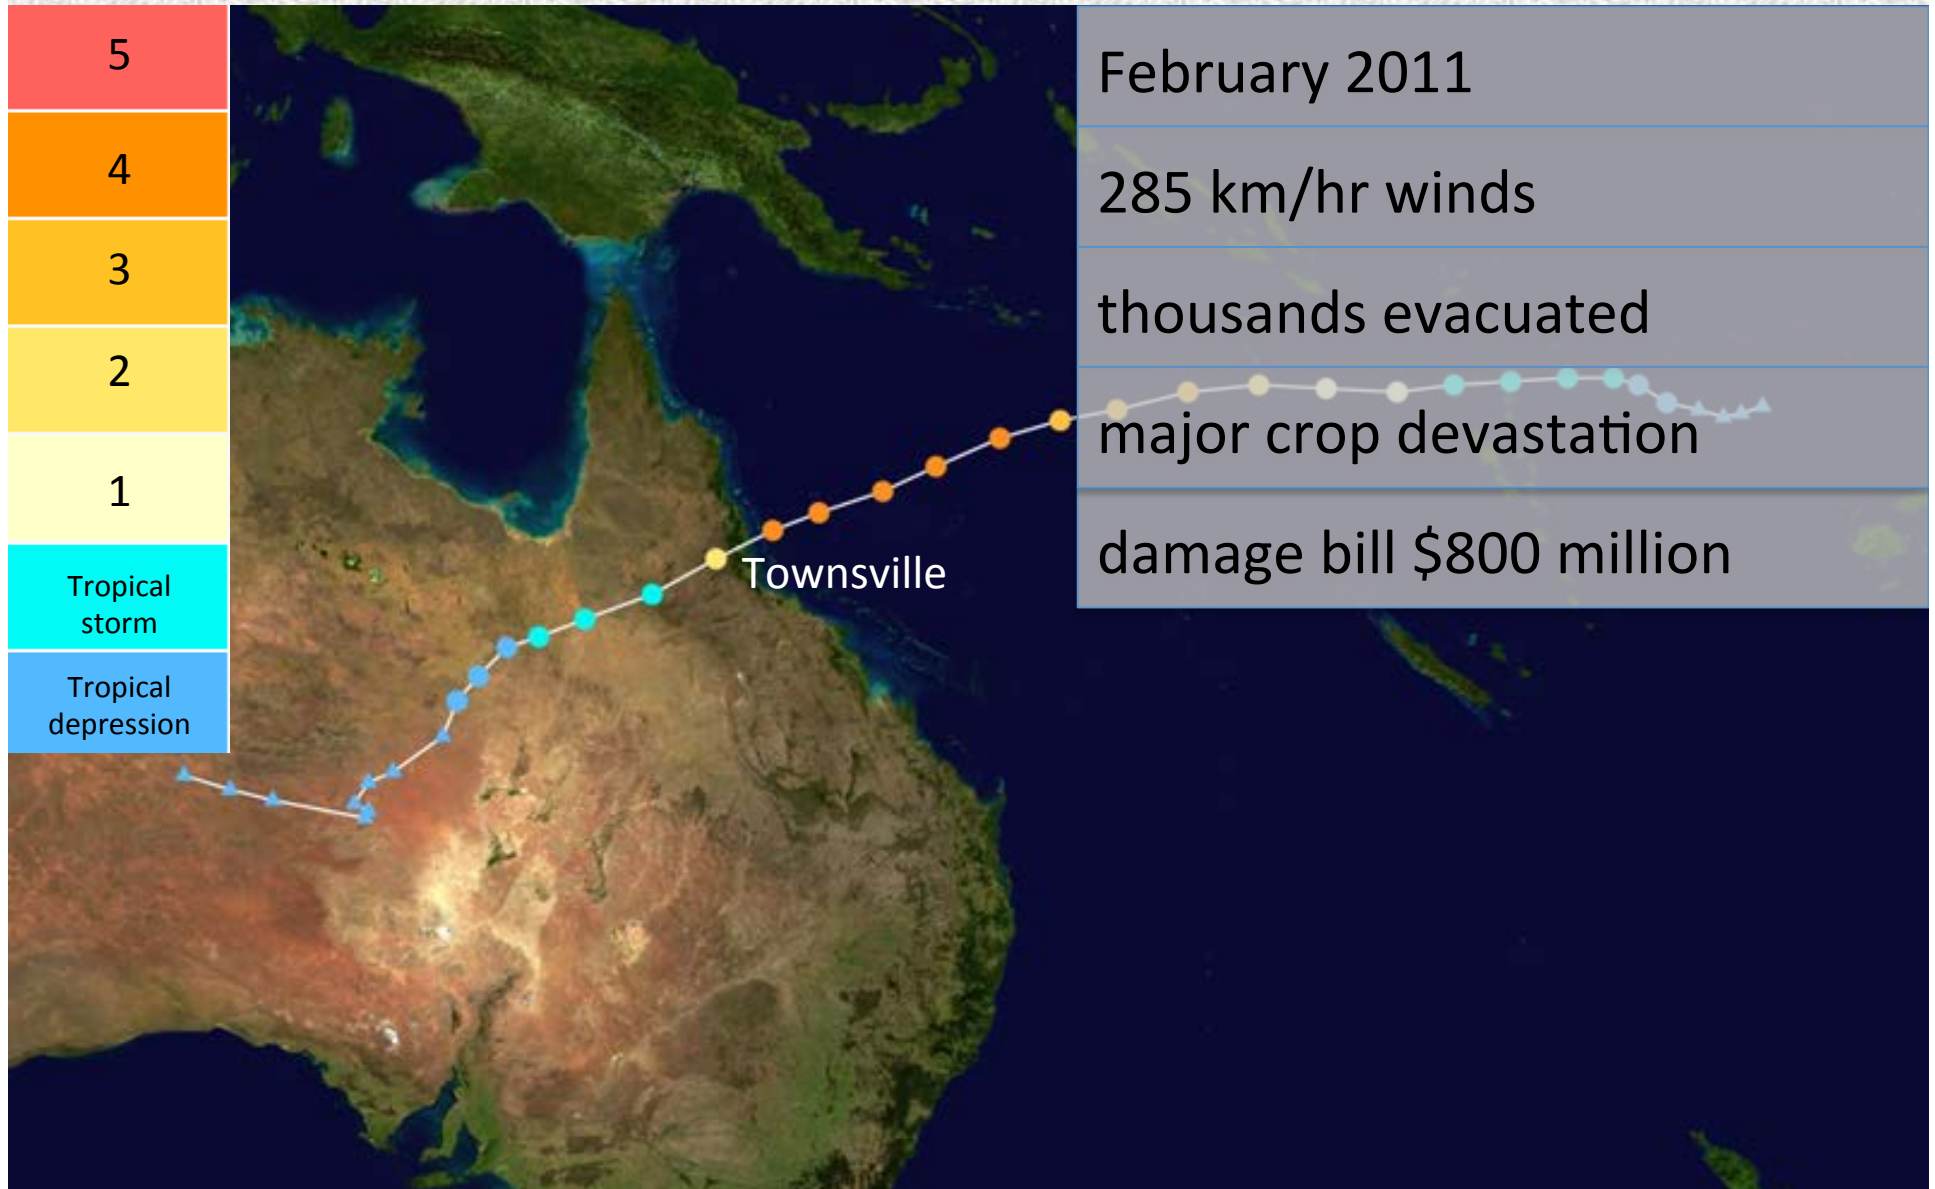 5
4
3
2
1
Tropical
storm
Tropical
depression
February 2011
285 km/hr winds
thousands evacuated
major crop devastation
damage bill $800 million
Townsville